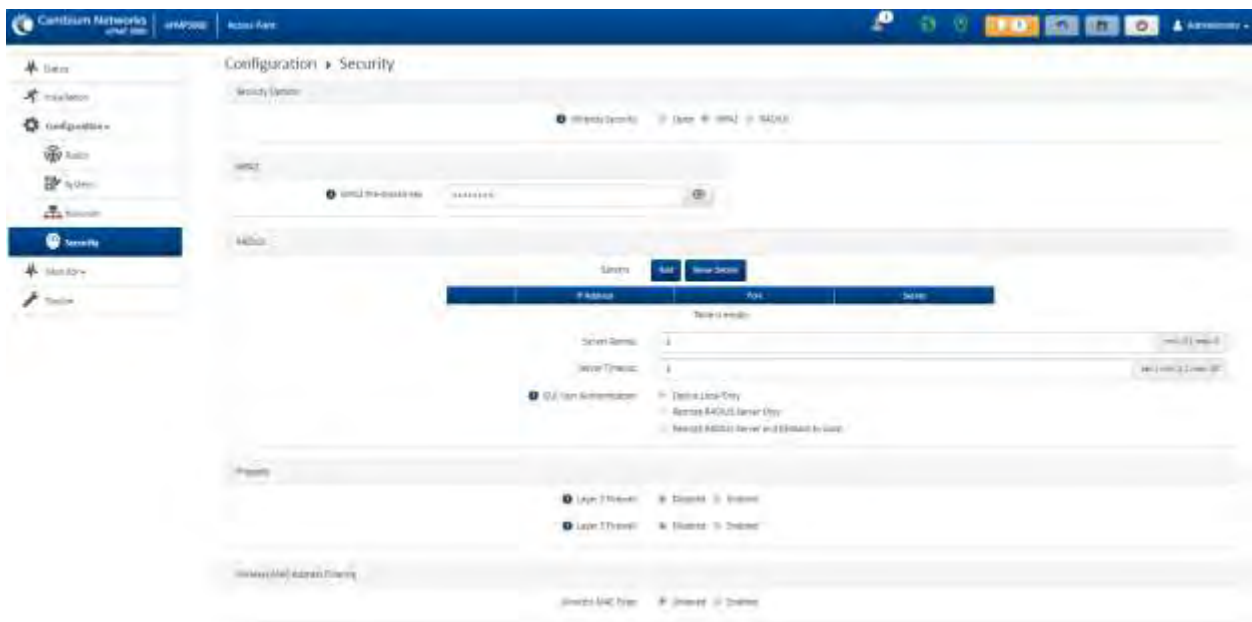 Cambium Networks
Access Point
Administrator
Status
Installation
Configuration
Radio
System
Network
Security
Monitor
Tools
Configuration ▸ Security
Security Options
Wireless Security
Open WPA2 RADIUS
WPA2
WPA2 Pre-shared Key
RADIUS
Servers
Add Show Details
IP Address Port Secret
Table is empty
Server Retries
Server Timeout
GUI User Authentication
Device Local Only
Remote RADIUS Server Only
Remote RADIUS Server and Fallback to Local
Firewall
Layer 2 Firewall Disabled Enabled
Layer 3 Firewall Disabled Enabled
Wireless MAC Address Filtering
Wireless MAC Filter Disabled Enabled